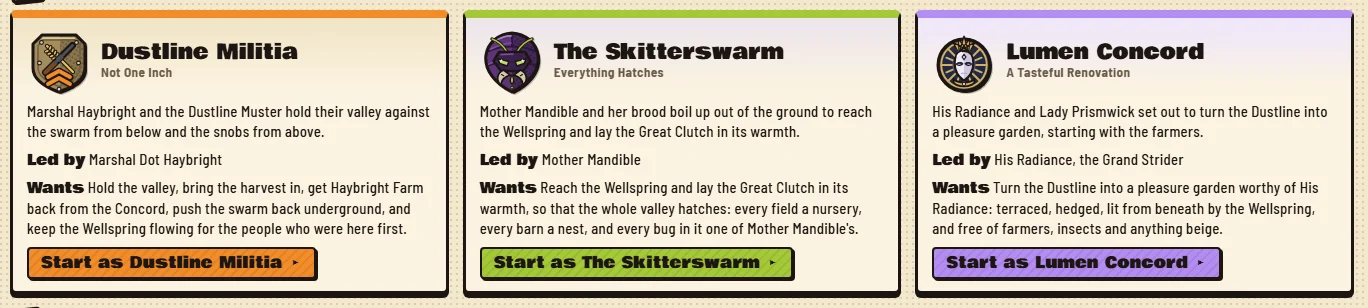 Dustline Militia
Not One Inch
Marshal Haybright and the Dustline Muster hold their valley against
the swarm from below and the snobs from above.
Led by Marshal Dot Haybright
Wants Hold the valley, bring the harvest in, get Haybright Farm
back from the Concord, push the swarm back underground, and
keep the Wellspring flowing for the people who were here first.
Start as Dustline Militia
The Skitterswarm
Everything Hatches
Mother Mandible and her brood boil up out of the ground to reach
the Wellspring and lay the Great Clutch in its warmth.
Led by Mother Mandible
Wants Reach the Wellspring and lay the Great Clutch in its
warmth, so that the whole valley hatches: every field a nursery,
every barn a nest, and every bug in it one of Mother Mandible's.
Start as The Skitterswarm
Lumen Concord
A Tasteful Renovation
His Radiance and Lady Prismwick set out to turn the Dustline into
a pleasure garden, starting with the farmers.
Led by His Radiance, the Grand Strider
Wants Turn the Dustline into a pleasure garden worthy of His
Radiance: terraced, hedged, lit from beneath by the Wellspring,
and free of farmers, insects and anything beige.
Start as Lumen Concord